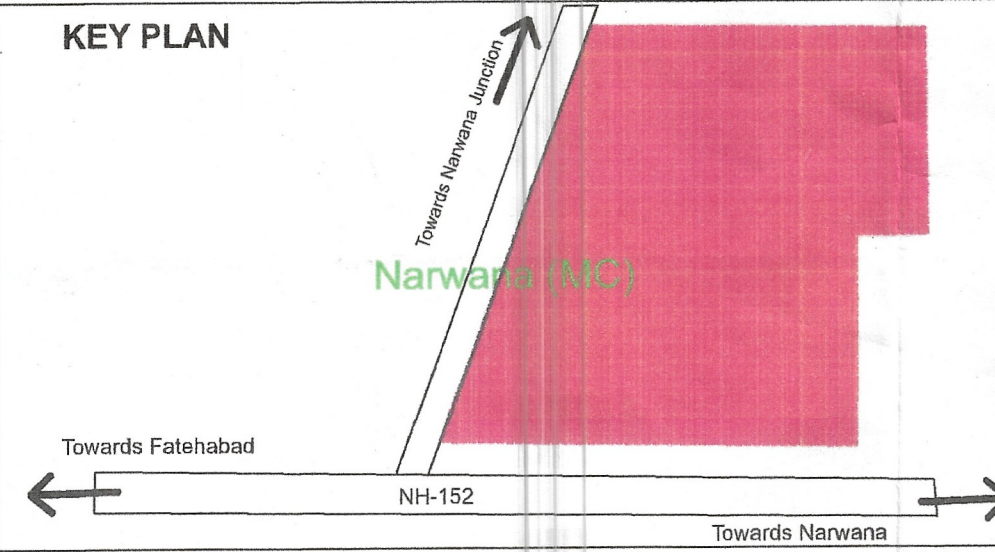 KEY PLAN
Towards Narwana Junction
Narwana (MC)
Towards Fatehabad
NH-152
Towards Narwana